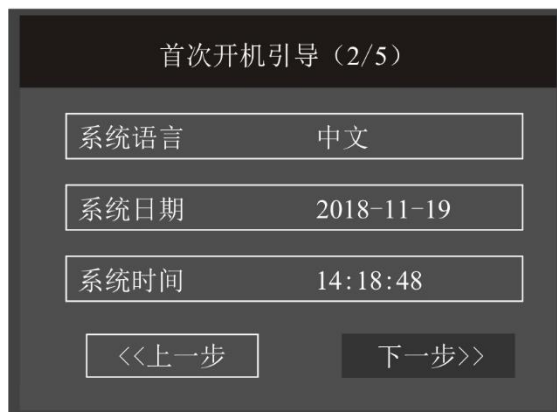 首次开机引导（2/5）
系统语言 中文
系统日期 2018-11-19
系统时间 14:18:48
<<上一步 下一步>>